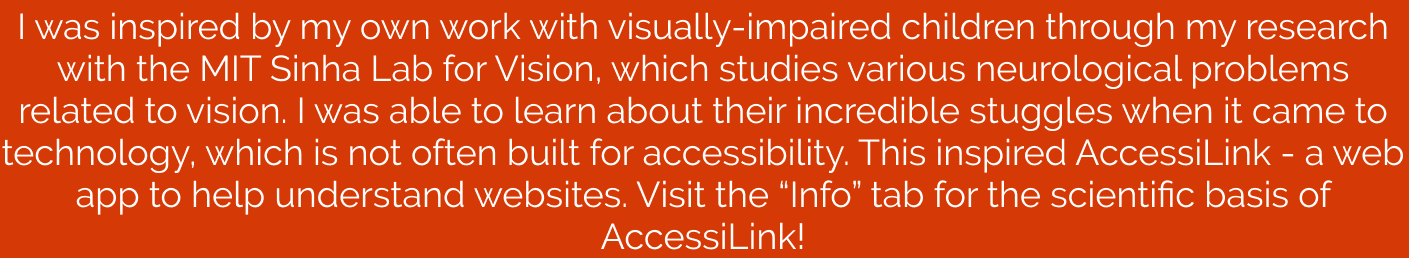 I was inspired by my own work with visually-impaired children through my research
with the MIT Sinha Lab for Vision, which studies various neurological problems
related to vision. I was able to learn about their incredible stuggles when it came to
technology, which is not often built for accessibility. This inspired AccessiLink - a web
app to help understand websites. Visit the “Info” tab for the scientific basis of
AccessiLink!